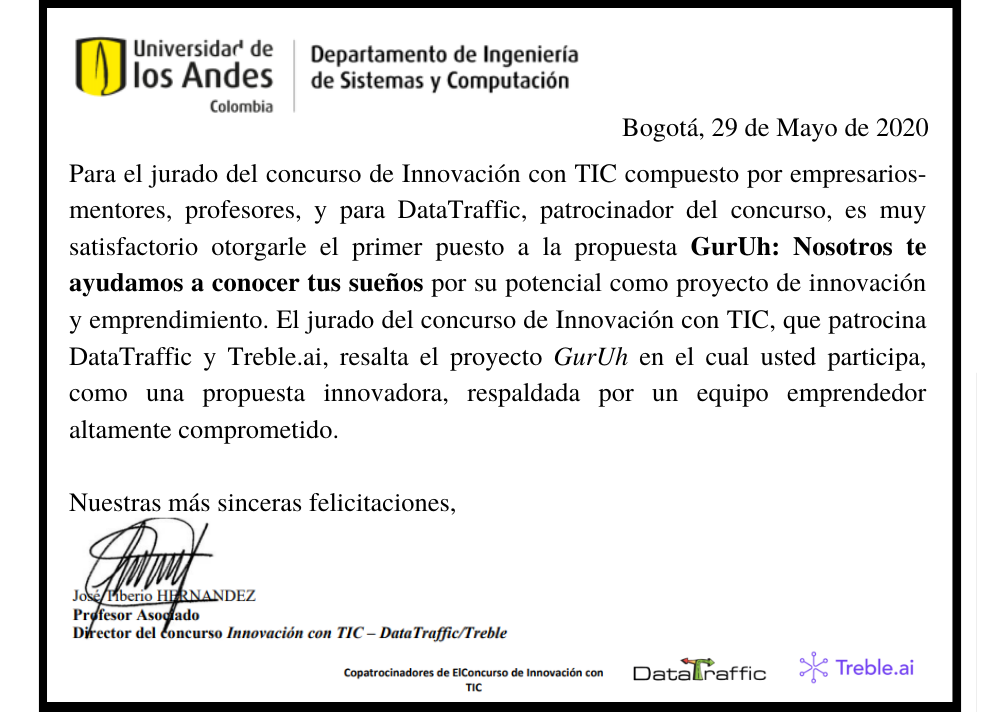 Universidad de
los Andes
Colombia
Departamento de Ingeniería
de Sistemas y Computación
Bogotá, 29 de Mayo de 2020
Para el jurado del concurso de Innovación con TIC compuesto por empresarios-
mentores, profesores, y para DataTraffic, patrocinador del concurso, es muy
satisfactorio otorgarle el primer puesto a la propuesta GurUh: Nosotros te
ayudamos a conocer tus sueños por su potencial como proyecto de innovación
y emprendimiento. El jurado del concurso de Innovación con TIC, que patrocina
DataTraffic y Treble.ai, resalta el proyecto GurUh en el cual usted participa,
como una propuesta innovadora, respaldada por un equipo emprendedor
altamente comprometido.
Nuestras más sinceras felicitaciones,
José Tiberio HERNANDEZ
Profesor Asociado
Director del concurso Innovación con TIC – DataTraffic/Treble
Copatrocinadores de ElConcurso de Innovación con
TIC
DataTraffic
Treble.ai